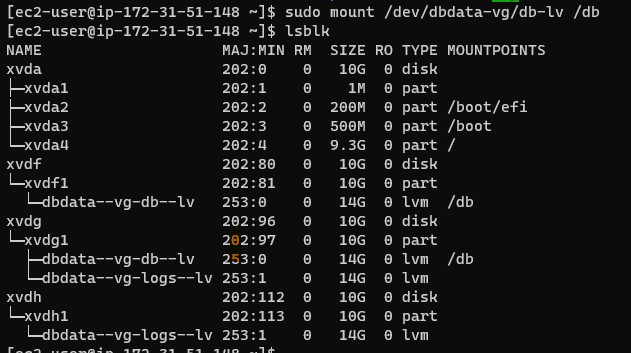 [ec2-user@ip-172-31-51-148 ~]$ sudo mount /dev/dbdata-vg/db-lv /db
[ec2-user@ip-172-31-51-148 ~]$ lsblk
NAME                    MAJ:MIN RM  SIZE RO TYPE MOUNTPOINTS
xvda                    202:0    0   10G  0 disk
├─xvda1                 202:1    0    1M  0 part
├─xvda2                 202:2    0  200M  0 part /boot/efi
├─xvda3                 202:3    0  500M  0 part /boot
└─xvda4                 202:4    0  9.3G  0 part /
xvdf                    202:80   0   10G  0 disk
└─xvdf1                 202:81   0   10G  0 part
  └─dbdata--vg-db--lv   253:0    0   14G  0 lvm  /db
xvdg                    202:96   0   10G  0 disk
└─xvdg1                 202:97   0   10G  0 part
  ├─dbdata--vg-db--lv   253:0    0   14G  0 lvm  /db
  └─dbdata--vg-logs--lv 253:1    0   14G  0 lvm
xvdh                    202:112  0   10G  0 disk
└─xvdh1                 202:113  0   10G  0 part
  └─dbdata--vg-logs--lv 253:1    0   14G  0 lvm
[ec2-user@ip-172-31-51-148 ~]$